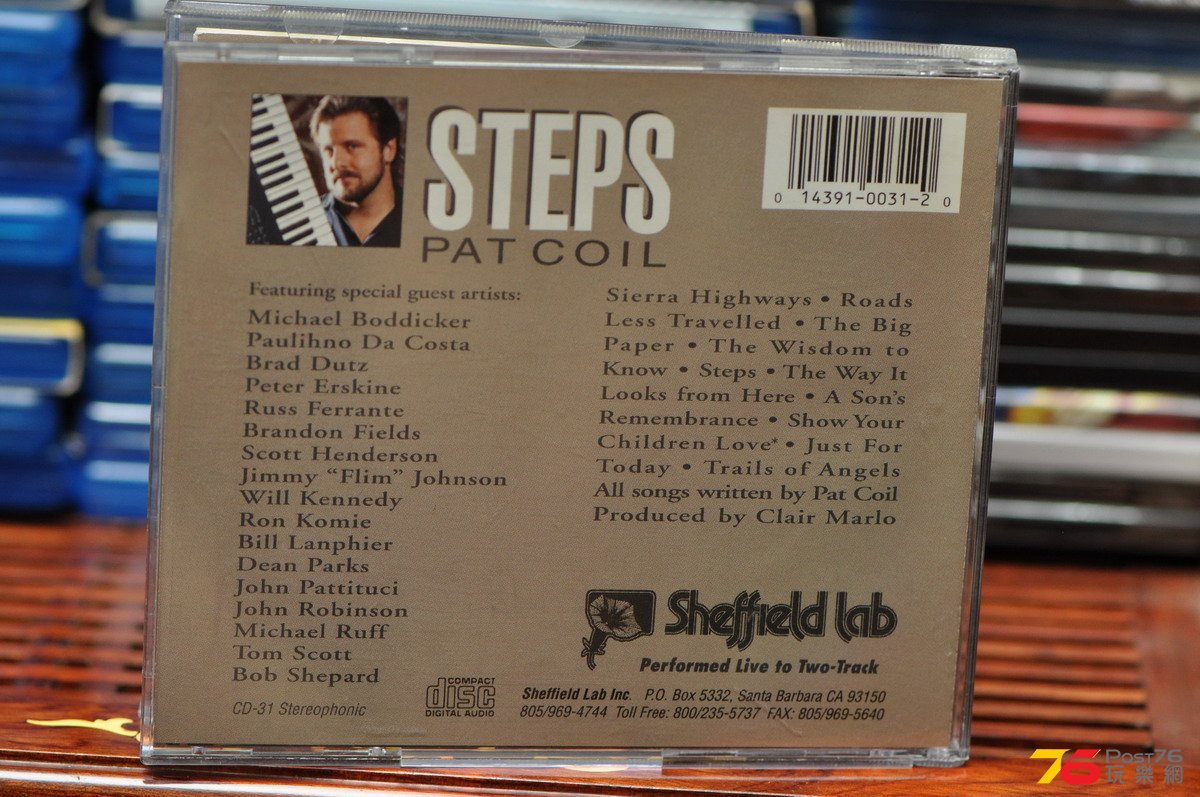 STEPS
PAT COIL
0 14391-0031-2 0
Featuring special guest artists:
Michael Boddicker
Paulihno Da Costa
Brad Dutz
Peter Erskine
Russ Ferrante
Brandon Fields
Scott Henderson
Jimmy “Flim” Johnson
Will Kennedy
Ron Komie
Bill Lanphier
Dean Parks
John Pattituci
John Robinson
Michael Ruff
Tom Scott
Bob Shepard
CD-31 Stereophonic
Sierra Highways • Roads
Less Travelled • The Big
Paper • The Wisdom to
Know • Steps • The Way It
Looks from Here • A Son's
Remembrance • Show Your
Children Love* • Just For
Today • Trails of Angels
All songs written by Pat Coil
Produced by Clair Marlo
Sheffield Lab
Performed Live to Two-Track
COMPACT
disc
DIGITAL AUDIO
Sheffield Lab Inc. P.O. Box 5332, Santa Barbara CA 93150
805/969-4744 Toll Free: 800/235-5737 FAX: 805/969-5640
76 Post76
玩樂網